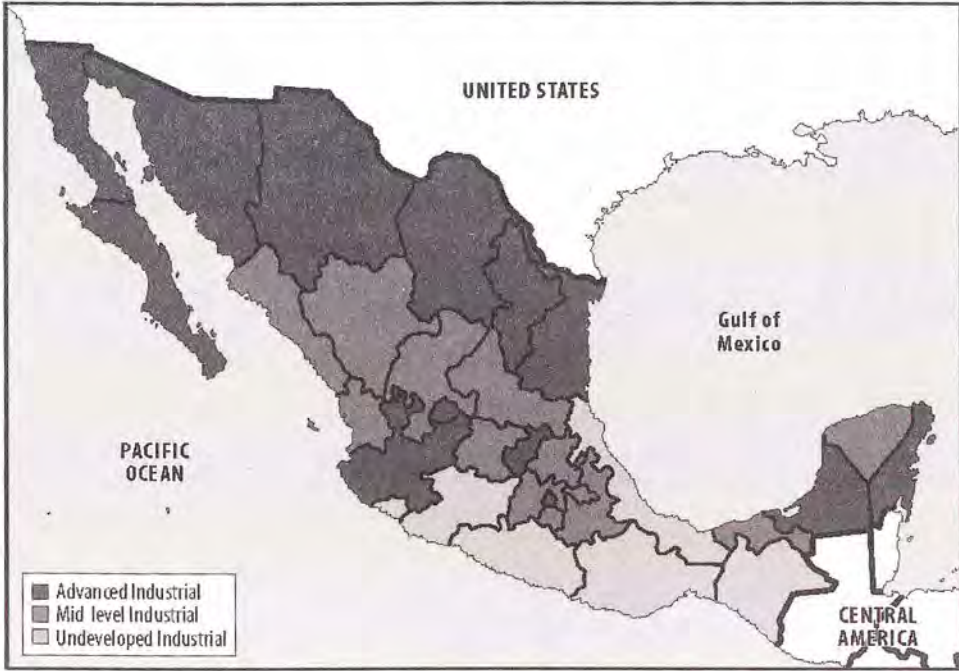 UNITED STATES
Gulf of
Mexico
PACIFIC
OCEAN
Advanced Industrial
Mid level Industrial
Undeveloped Industrial
CENTRAL
AMERICA